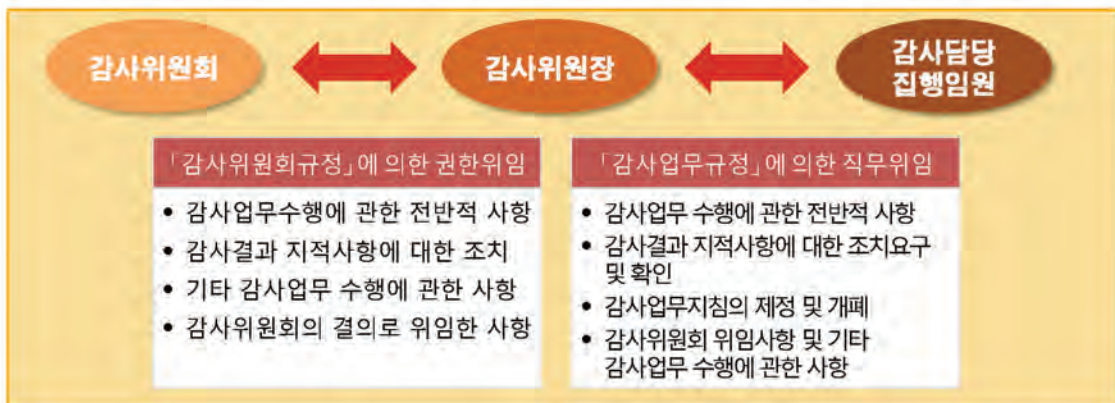 감사위원회
감사위원장
감사담당
집행임원
「감사위원회규정」에 의한 권한위임
• 감사업무수행에 관한 전반적 사항
• 감사결과 지적사항에 대한 조치
• 기타 감사업무 수행에 관한 사항
• 감사위원회의 결의로 위임한 사항
「감사업무규정」에 의한 직무위임
• 감사업무 수행에 관한 전반적 사항
• 감사결과 지적사항에 대한 조치요구
및 확인
• 감사업무지침의 제정 및 개폐
• 감사위원회 위임사항 및 기타
감사업무 수행에 관한 사항